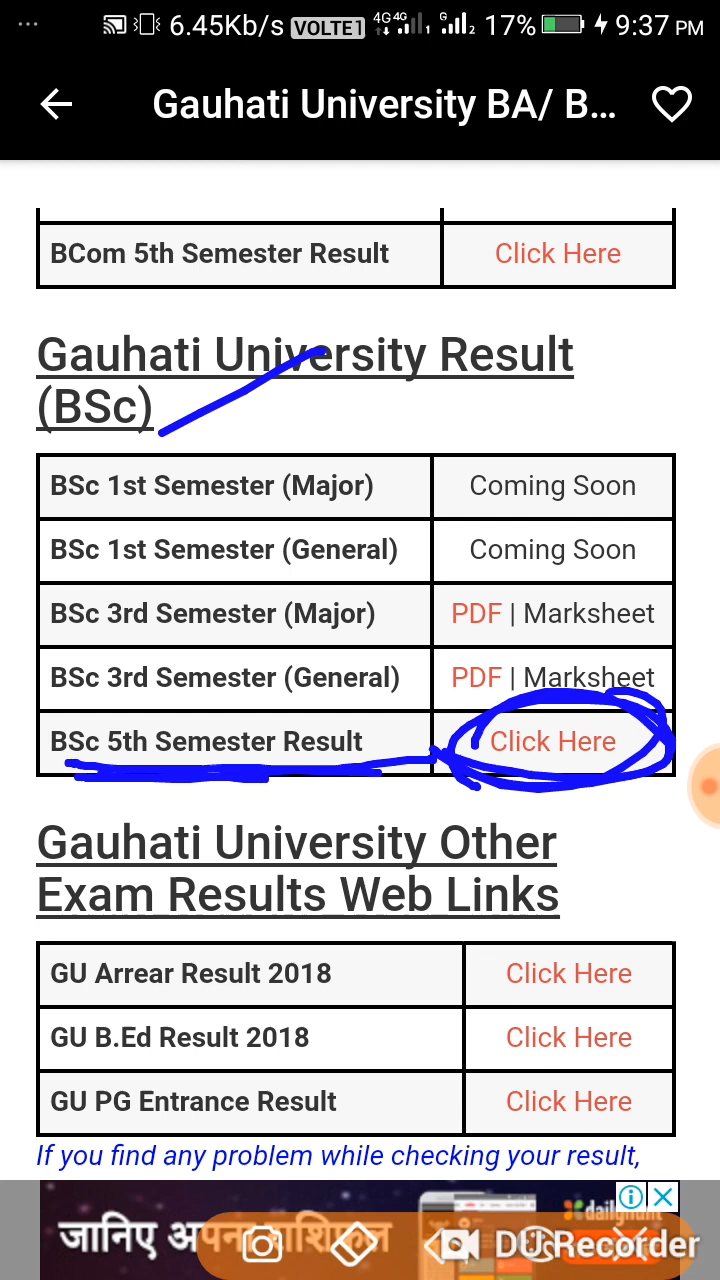 6.45Kb/s VOLTE1 4G 4G 1 G 2 17% 9:37 PM
Gauhati University BA/ B...
BCom 5th Semester Result Click Here
Gauhati University Result
(BSc)
BSc 1st Semester (Major) Coming Soon
BSc 1st Semester (General) Coming Soon
BSc 3rd Semester (Major) PDF | Marksheet
BSc 3rd Semester (General) PDF | Marksheet
BSc 5th Semester Result Click Here
Gauhati University Other
Exam Results Web Links
GU Arrear Result 2018 Click Here
GU B.Ed Result 2018 Click Here
GU PG Entrance Result Click Here
If you find any problem while checking your result,
जानिए अपना राशिफल
DU Recorder